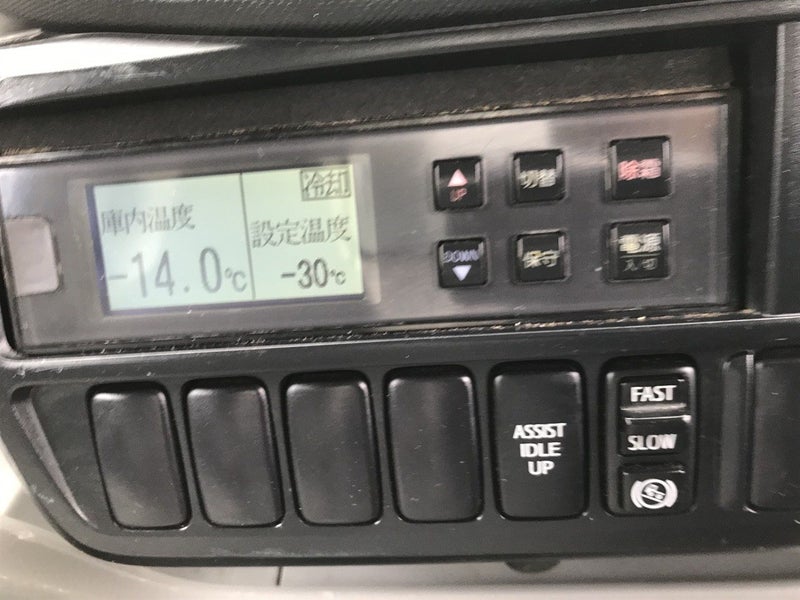 冷却
庫内温度
設定温度
-14.0℃
-30℃
UP
切替
除霜
DOWN
保守
電源
入 切
ASSIST
IDLE
UP
FAST
SLOW